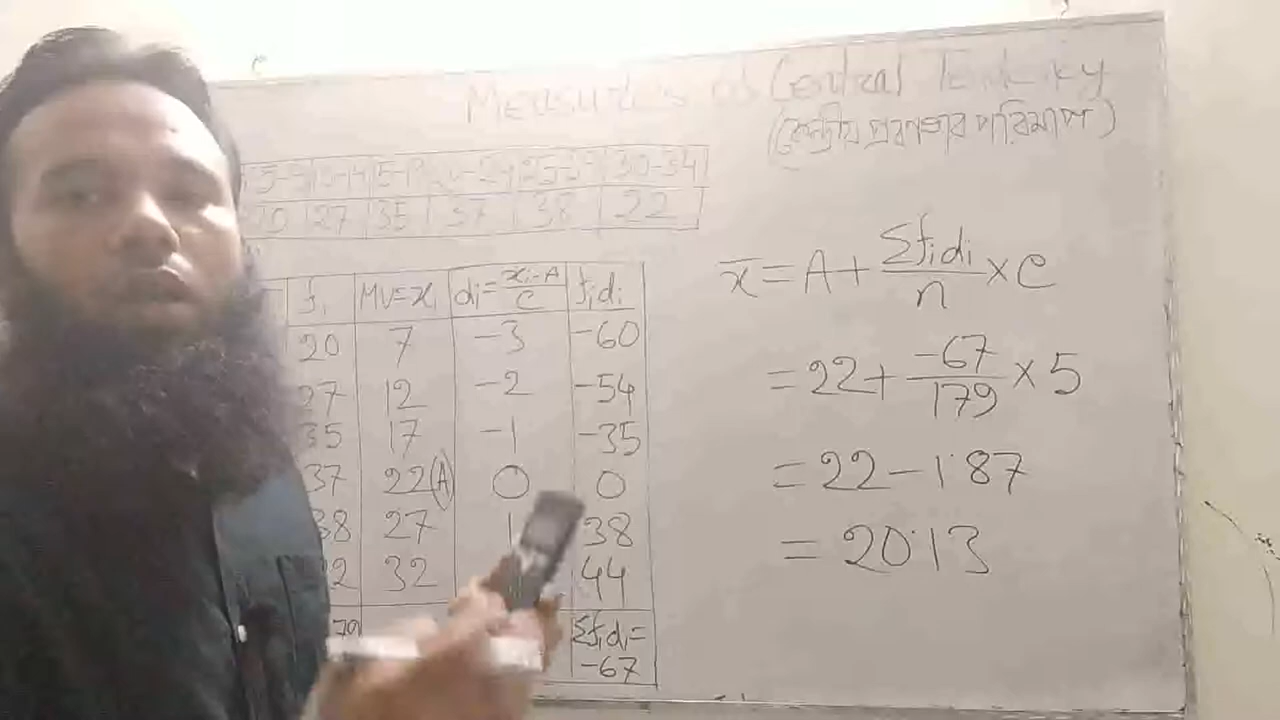 Measures of Central Tendency
(কেন্দ্রীয় প্রবণতার পরিমাপ)
5-9 10-14 15-19 20-24 25-29 30-34
20 27 35 37 38 22
fᵢ MV=xᵢ dᵢ=(xᵢ-A)/C fᵢdᵢ
20 7 -3 -60
27 12 -2 -54
35 17 -1 -35
37 22(A) 0 0
38 27 1 38
32 44
79 Σfᵢdᵢ=
-67
x̄ = A + Σfᵢdᵢ/n × C
= 22 + -67/179 × 5
= 22 - 1·87
= 20·13